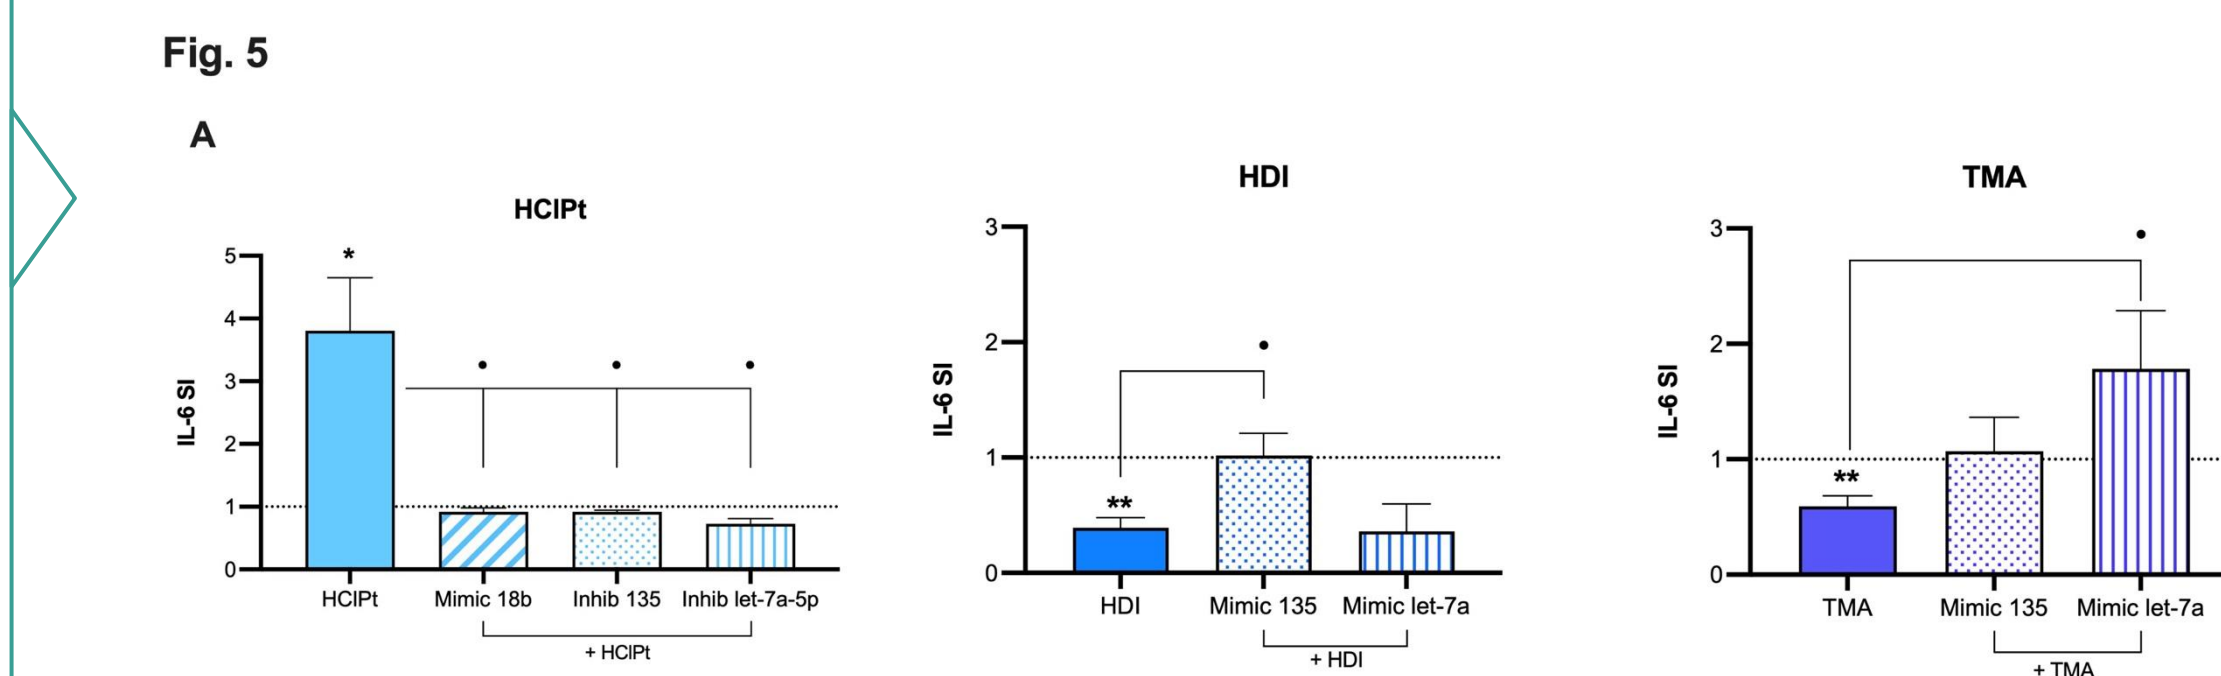 Fig. 5
A
HClPt
IL-6 SI
5
4
3
2
1
0
*
•
•
•
HClPt
Mimic 18b
Inhib 135
Inhib let-7a-5p
+ HClPt
HDI
IL-6 SI
3
2
1
0
**
•
HDI
Mimic 135
Mimic let-7a
+ HDI
TMA
IL-6 SI
3
2
1
0
**
•
TMA
Mimic 135
Mimic let-7a
+ TMA